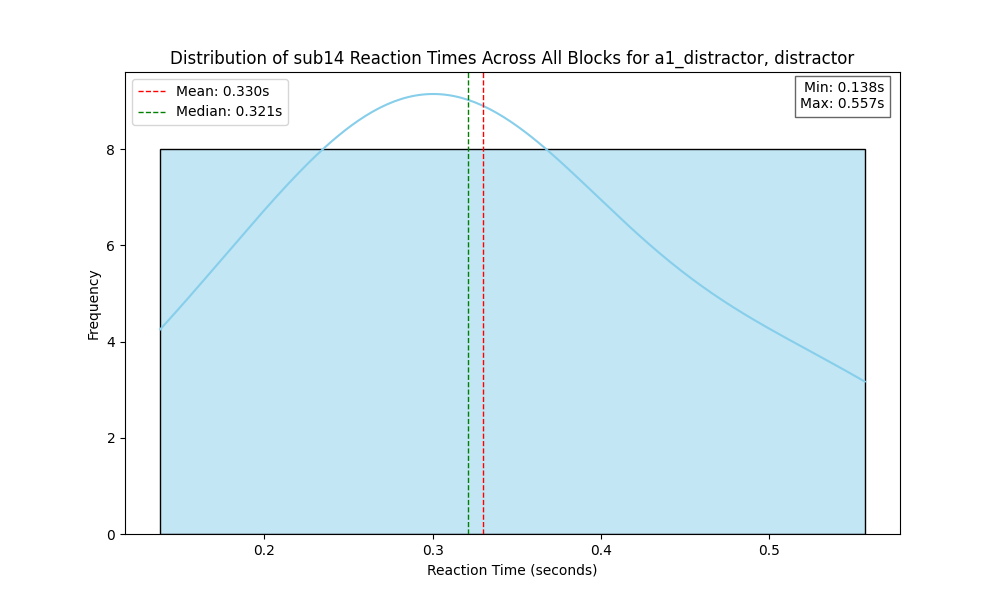 Distribution of sub14 Reaction Times Across All Blocks for a1_distractor, distractor
Mean: 0.330s
Median: 0.321s
Min: 0.138s
Max: 0.557s
8
6
4
2
0
Frequency
0.2 0.3 0.4 0.5
Reaction Time (seconds)